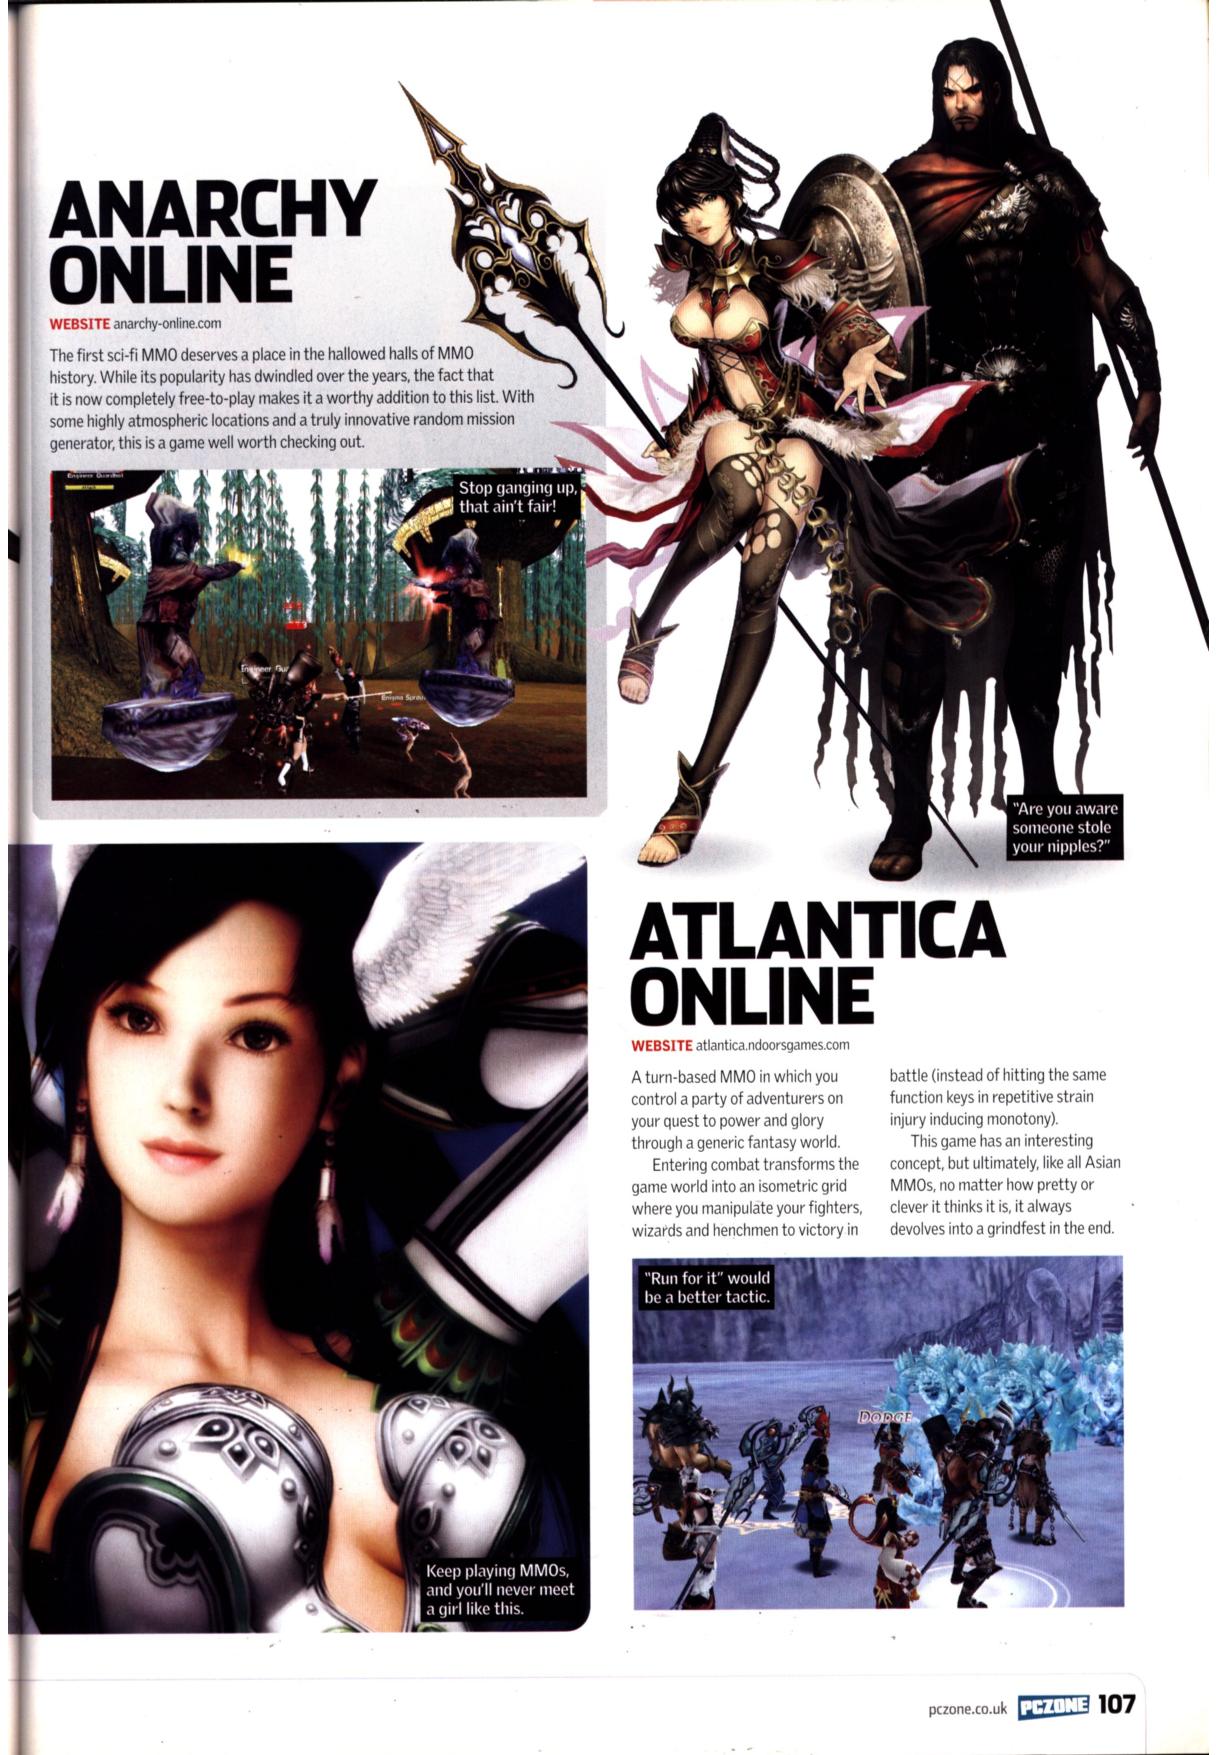 ANARCHY
ONLINE
WEBSITE anarchy-online.com
The first sci-fi MMO deserves a place in the hallowed halls of MMO
history. While its popularity has dwindled over the years, the fact that
it is now completely free-to-play makes it a worthy addition to this list. With
some highly atmospheric locations and a truly innovative random mission
generator, this is a game well worth checking out.
Engineer Guardbot
Stop ganging up,
that ain't fair!
Engineer Gua
Enigma Spra
"Are you aware
someone stole
your nipples?"
Keep playing MMOs,
and you'll never meet
a girl like this.
ATLANTICA
ONLINE
WEBSITE atlantica.ndoorsgames.com
A turn-based MMO in which you
control a party of adventurers on
your quest to power and glory
through a generic fantasy world.
Entering combat transforms the
game world into an isometric grid
where you manipulate your fighters,
wizards and henchmen to victory in
battle (instead of hitting the same
function keys in repetitive strain
injury inducing monotony).
This game has an interesting
concept, but ultimately, like all Asian
MMOs, no matter how pretty or
clever it thinks it is, it always
devolves into a grindfest in the end.
"Run for it" would
be a better tactic.
DODGE
pczone.co.uk PCZONE 107